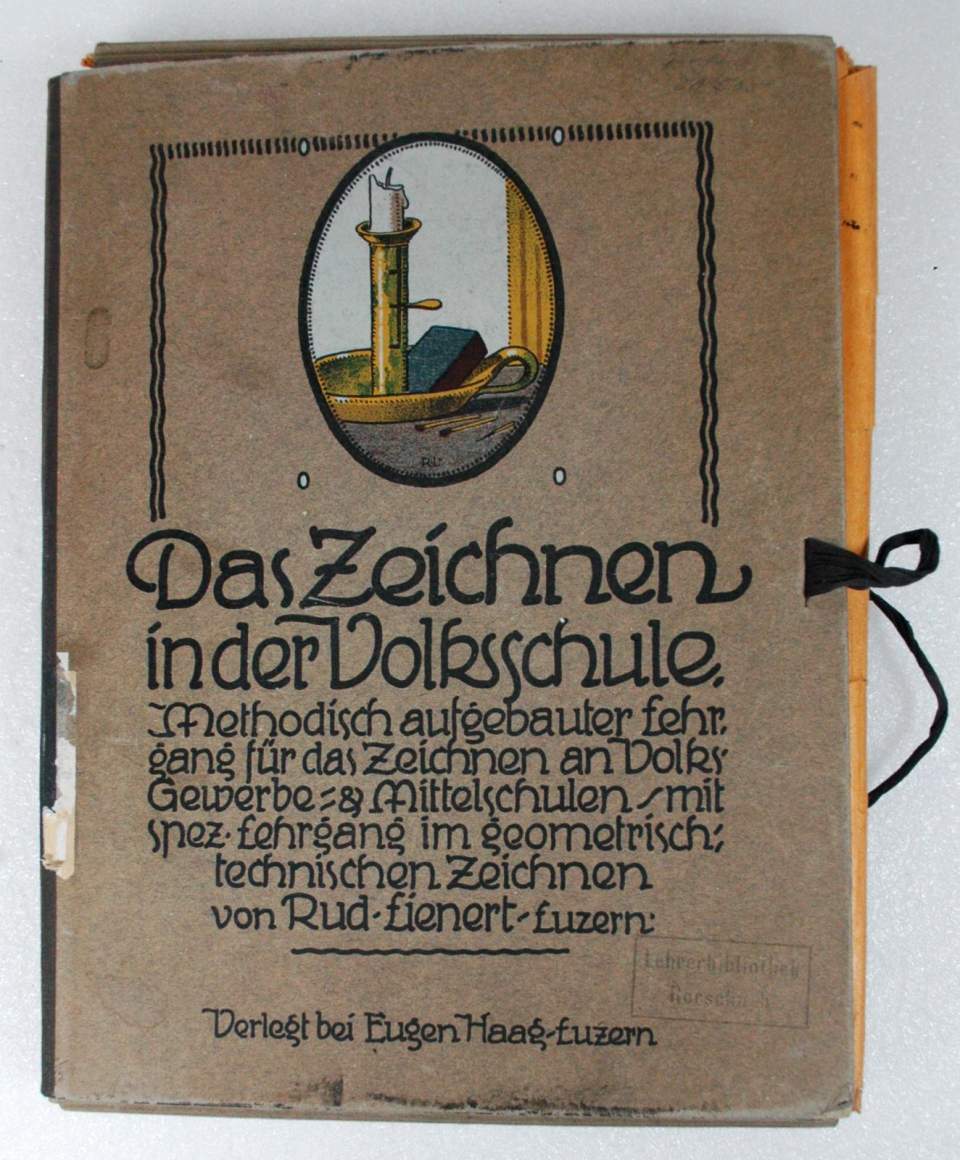 R.L.
Das Zeichnen
in der Volksschule.
Methodisch aufgebauter Lehr-
gang für das Zeichnen an Volks-
Gewerbe- & Mittelschulen - mit
spez. Lehrgang im geometrisch-
technischen Zeichnen
von Rud. Lienert - Luzern.
Lehrerbibliothek
Rorschach
Verlegt bei Eugen Haag - Luzern